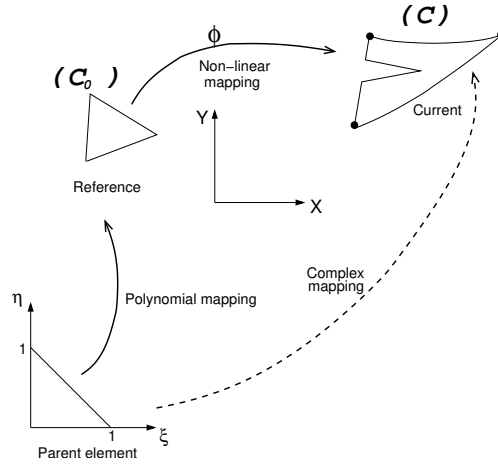 (C)
ϕ
Non-linear
mapping
(C₀)
Y
X
Current
Reference
Complex
mapping
Polynomial mapping
η
1
1
ξ
Parent element